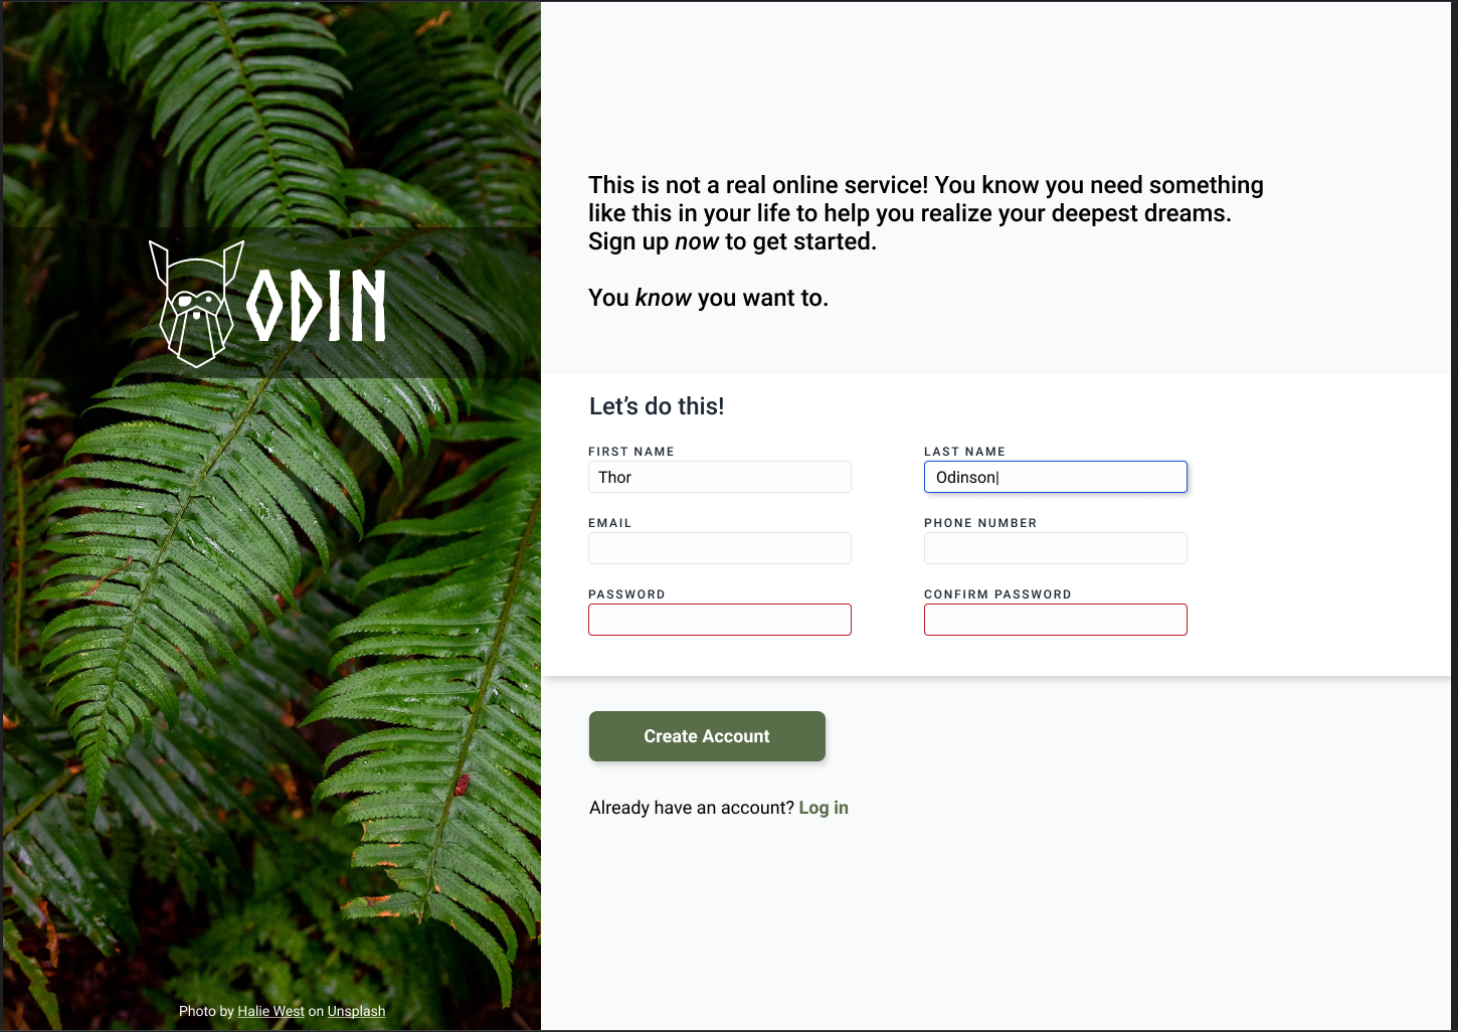 ODIN
Photo by Halie West on Unsplash
This is not a real online service! You know you need something
like this in your life to help you realize your deepest dreams.
Sign up now to get started.
You know you want to.
Let’s do this!
FIRST NAME
LAST NAME
Thor
Odinson
EMAIL
PHONE NUMBER
PASSWORD
CONFIRM PASSWORD
Create Account
Already have an account? Log in